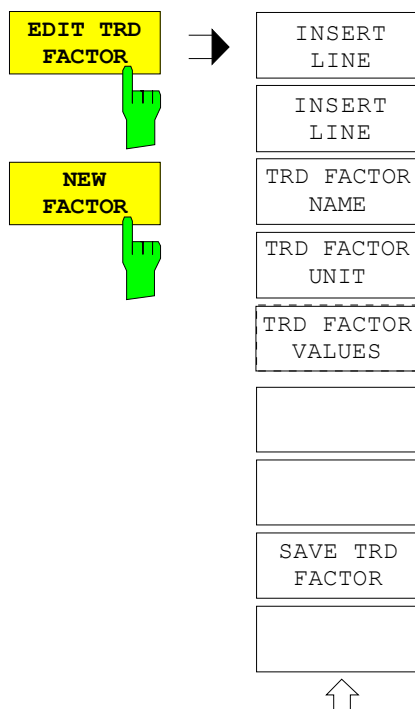 EDIT TRD
FACTOR
NEW
FACTOR
INSERT
LINE
INSERT
LINE
TRD FACTOR
NAME
TRD FACTOR
UNIT
TRD FACTOR
VALUES
SAVE TRD
FACTOR